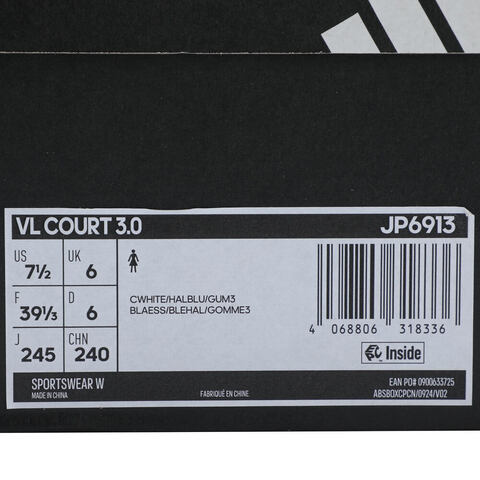 VL COURT 3.0 JP6913
US 7½ UK 6
F 39⅓ D 6
J 245 CHN 240
CWHITE/HALBLU/GUM3
BLAESS/BLEHAL/GOMME3
4 068806 318336
Inside
SPORTSWEAR W
MADE IN CHINA
FABRIQUÉ EN CHINE
EAN PO# 0900633725
ABSBOXCPCN/0924/V02